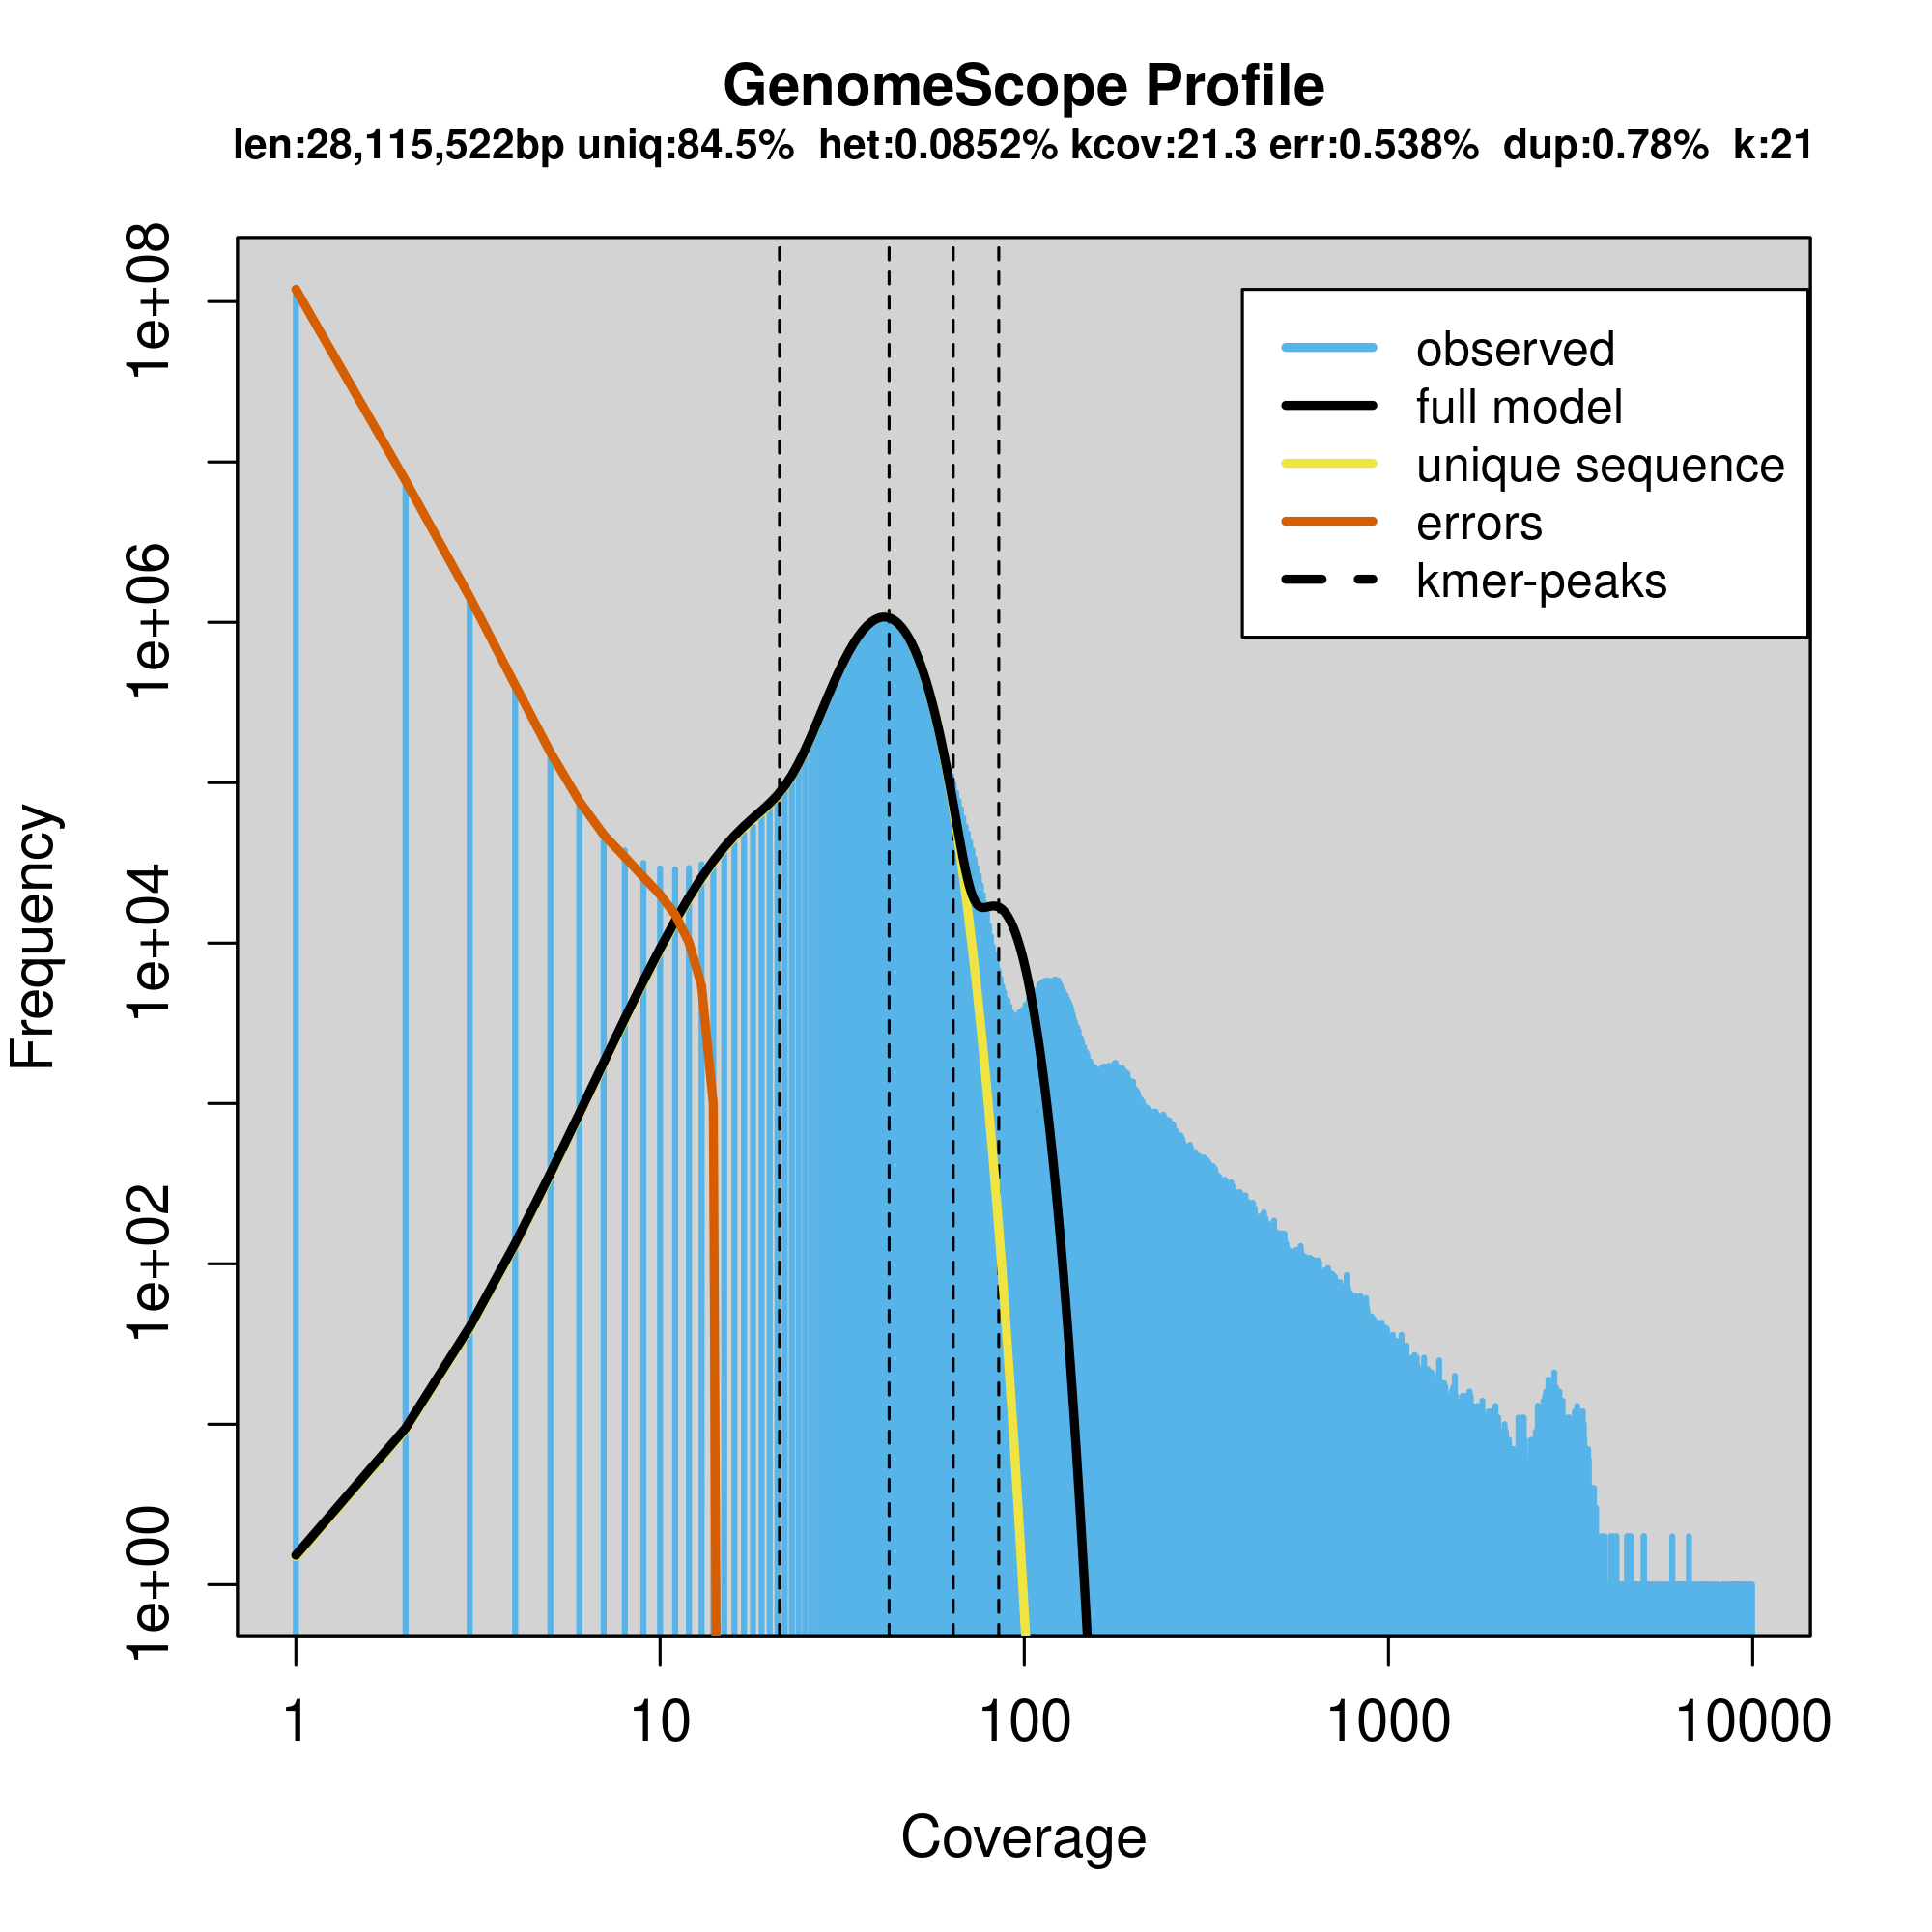 GenomeScope Profile
len:28,115,522bp uniq:84.5% het:0.0852% kcov:21.3 err:0.538% dup:0.78% k:21
1e+08
1e+06
1e+04
1e+02
1e+00
Frequency
observed
full model
unique sequence
errors
kmer-peaks
1 10 100 1000 10000
Coverage